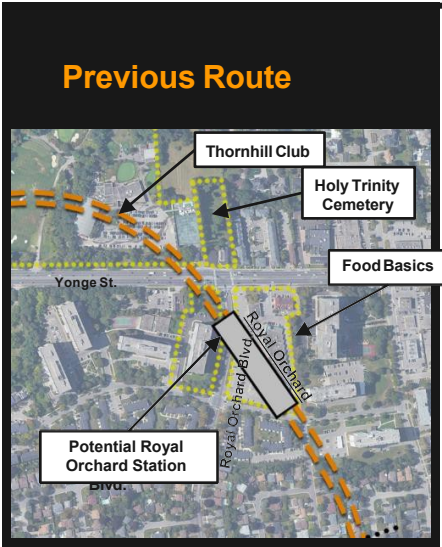 Previous Route
Thornhill Club
Holy Trinity
Cemetery
Food Basics
Yonge St.
Royal Orchard
Royal Orchard Blvd.
Potential Royal
Orchard Station
Blvd.